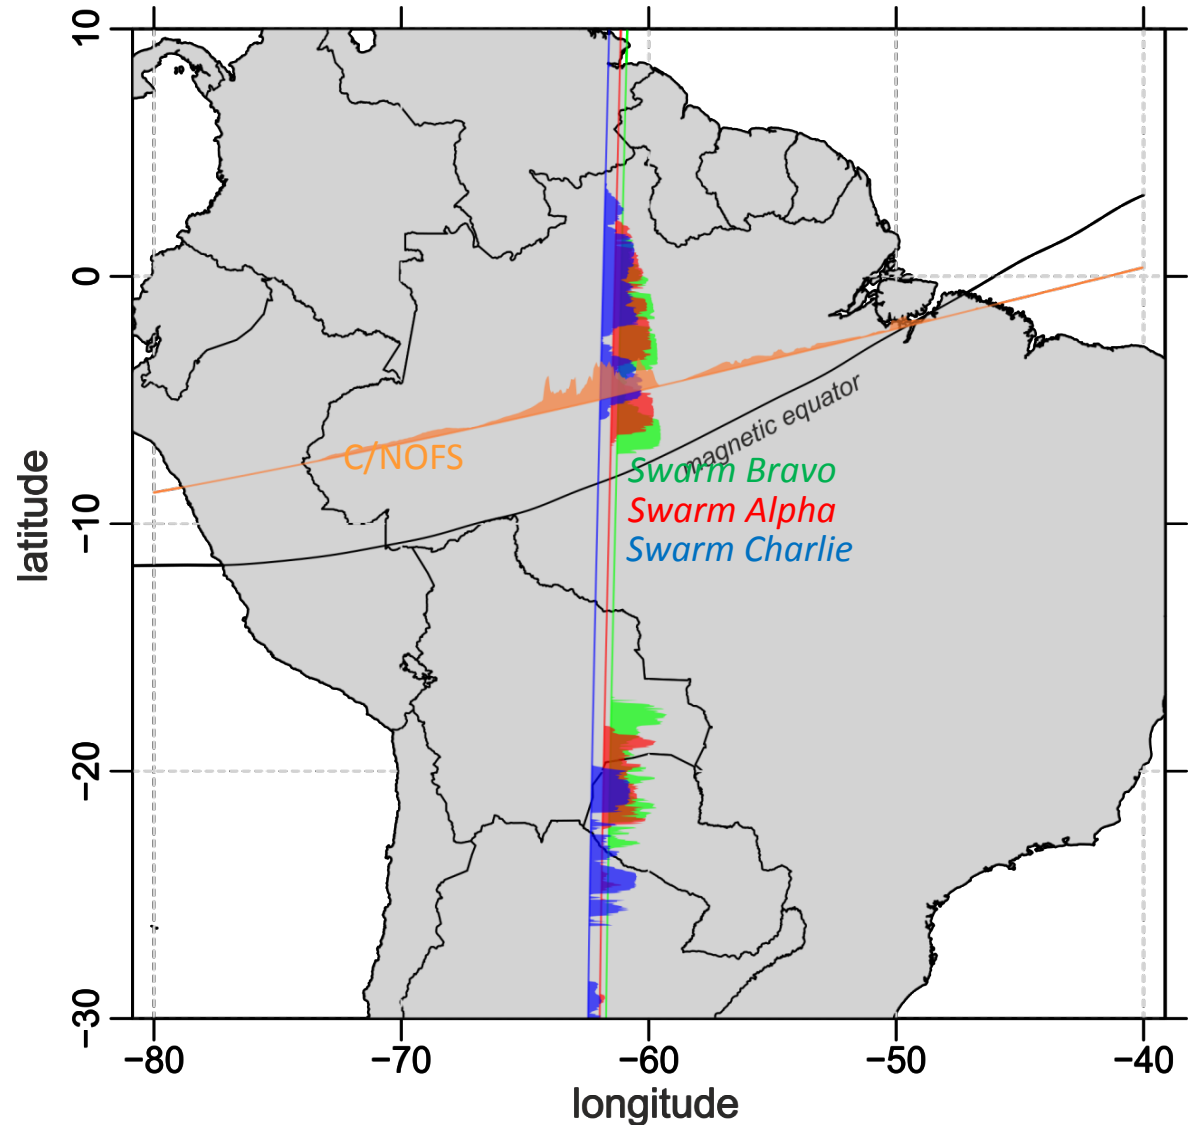 10
0
−10
−20
−30
latitude
magnetic equator
C/NOFS
Swarm Bravo
Swarm Alpha
Swarm Charlie
−80
−70
−60
−50
−40
longitude